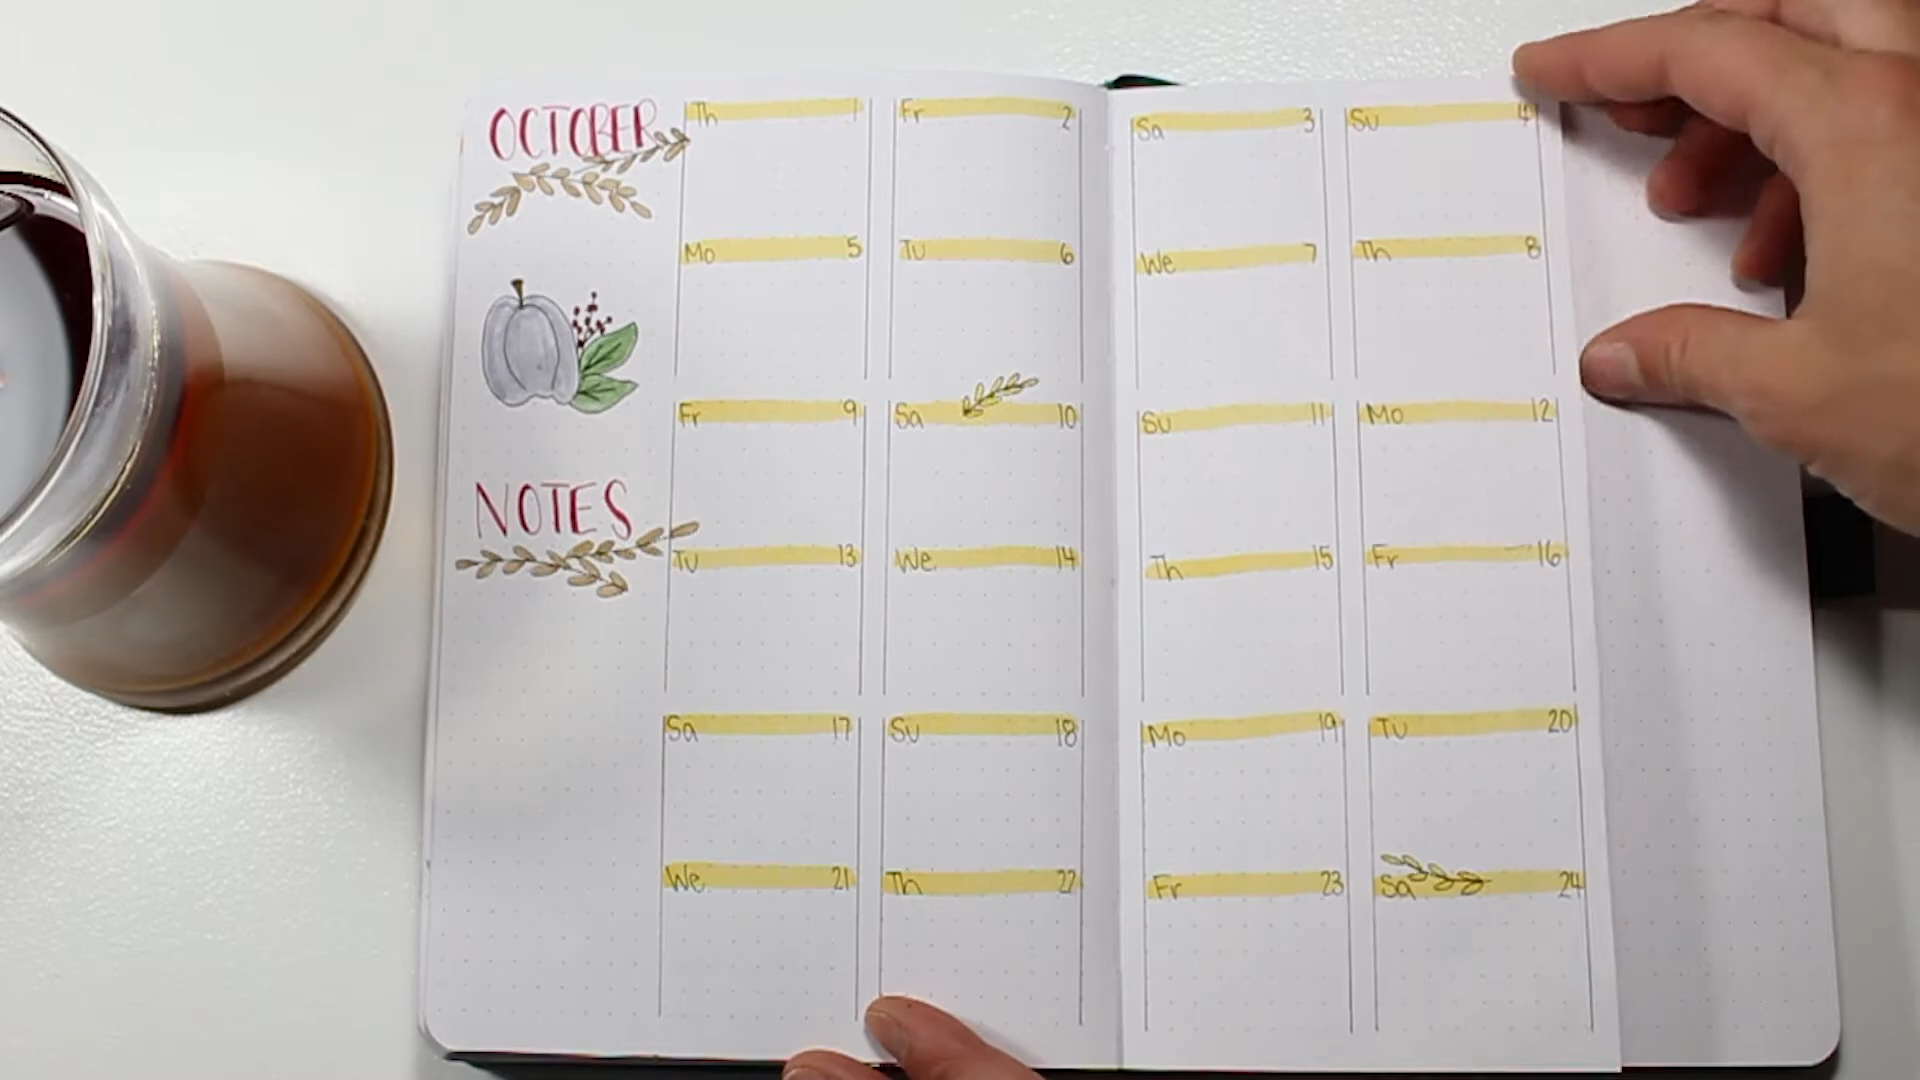 OCTOBER
Th 1 Fr 2 Sa 3 Su 4
Mo 5 Tu 6 We 7 Th 8
Fr 9 Sa 10 Su 11 Mo 12
NOTES
Tu 13 We 14 Th 15 Fr 16
Sa 17 Su 18 Mo 19 Tu 20
We 21 Th 22 Fr 23 Sa 24